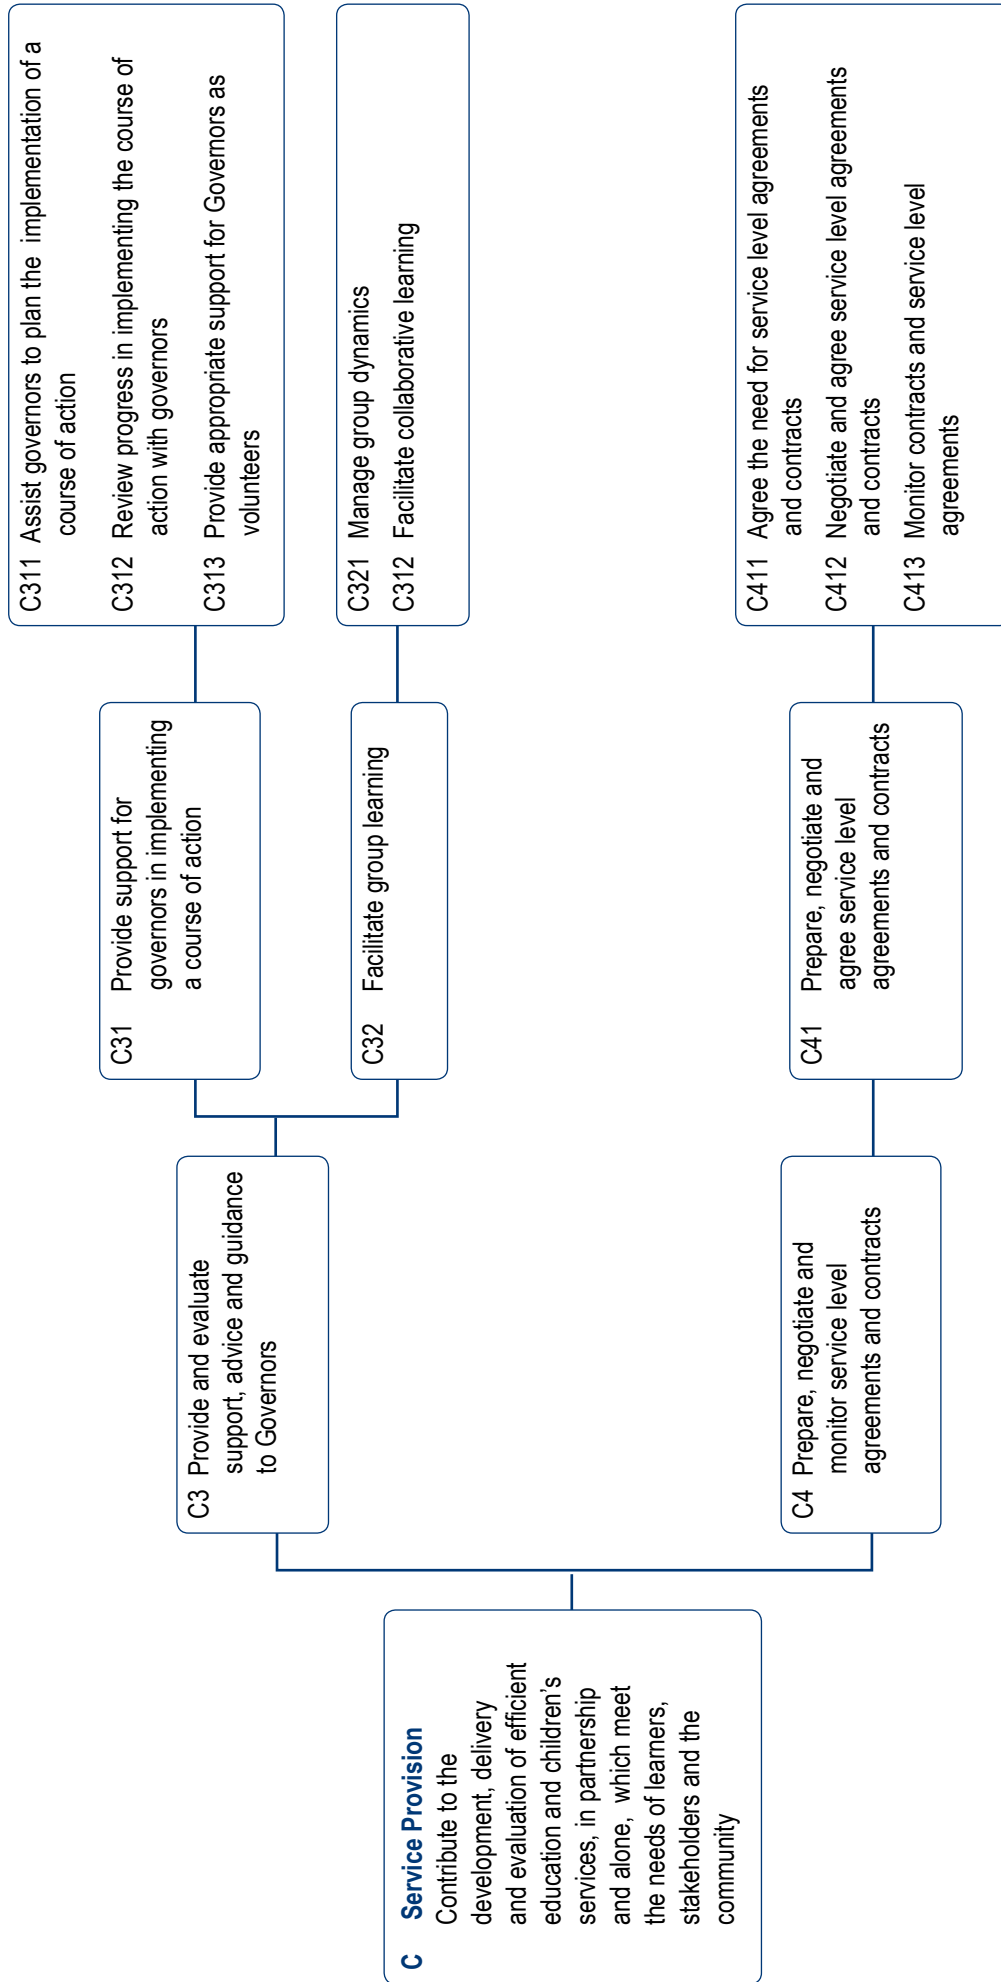 C Service Provision
Contribute to the
development, delivery
and evaluation of efficient
education and children’s
services, in partnership
and alone, which meet
the needs of learners,
stakeholders and the
community
C3 Provide and evaluate
support, advice and guidance
to Governors
C31 Provide support for
governors in implementing
a course of action
C311 Assist governors to plan the implementation of a
course of action
C312 Review progress in implementing the course of
action with governors
C313 Provide appropriate support for Governors as
volunteers
C32 Facilitate group learning
C321 Manage group dynamics
C312 Facilitate collaborative learning
C4 Prepare, negotiate and
monitor service level
agreements and contracts
C41 Prepare, negotiate and
agree service level
agreements and contracts
C411 Agree the need for service level agreements
and contracts
C412 Negotiate and agree service level agreements
and contracts
C413 Monitor contracts and service level
agreements